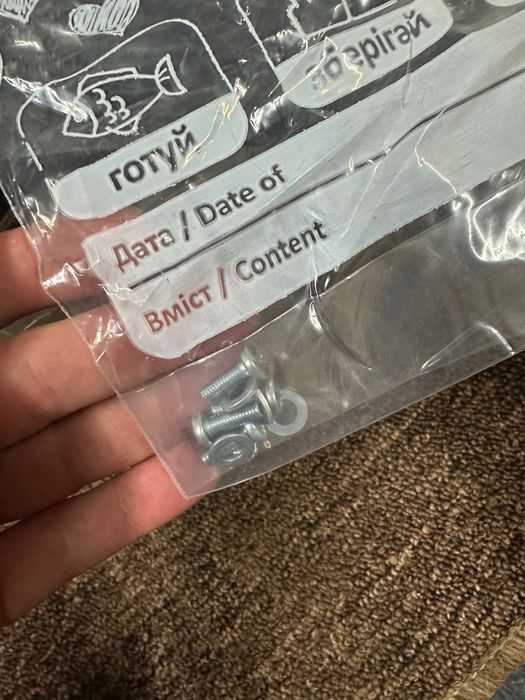 зберігай
готуй
Дата / Date of
Вміст / Content